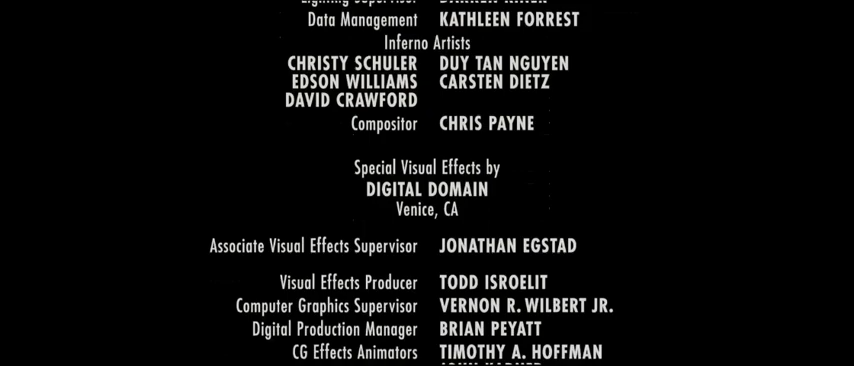 Data Management KATHLEEN FORREST
Inferno Artists
CHRISTY SCHULER DUY TAN NGUYEN
EDSON WILLIAMS CARSTEN DIETZ
DAVID CRAWFORD
Compositor CHRIS PAYNE
Special Visual Effects by
DIGITAL DOMAIN
Venice, CA
Associate Visual Effects Supervisor JONATHAN EGSTAD
Visual Effects Producer TODD ISROELIT
Computer Graphics Supervisor VERNON R. WILBERT JR.
Digital Production Manager BRIAN PEYATT
CG Effects Animators TIMOTHY A. HOFFMAN